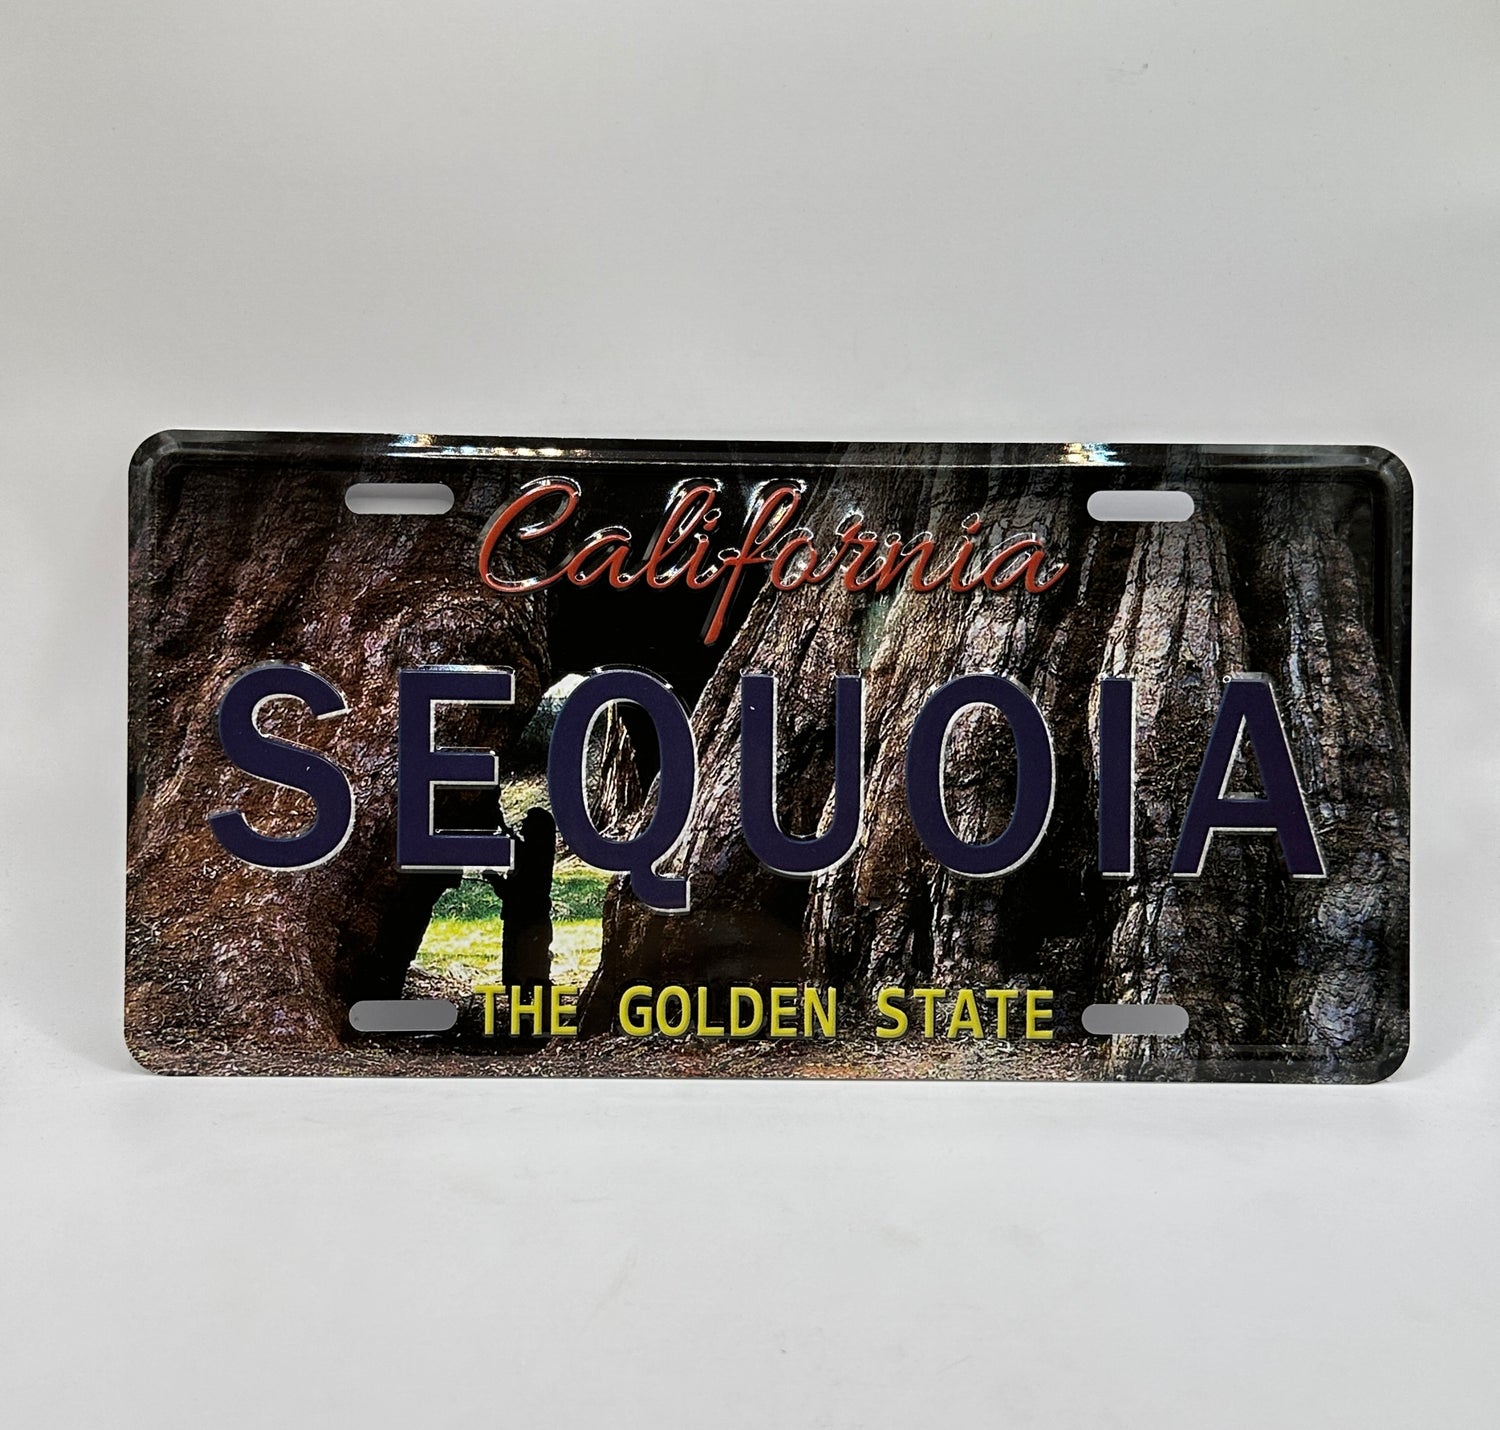 California
SEQUOIA
THE GOLDEN STATE